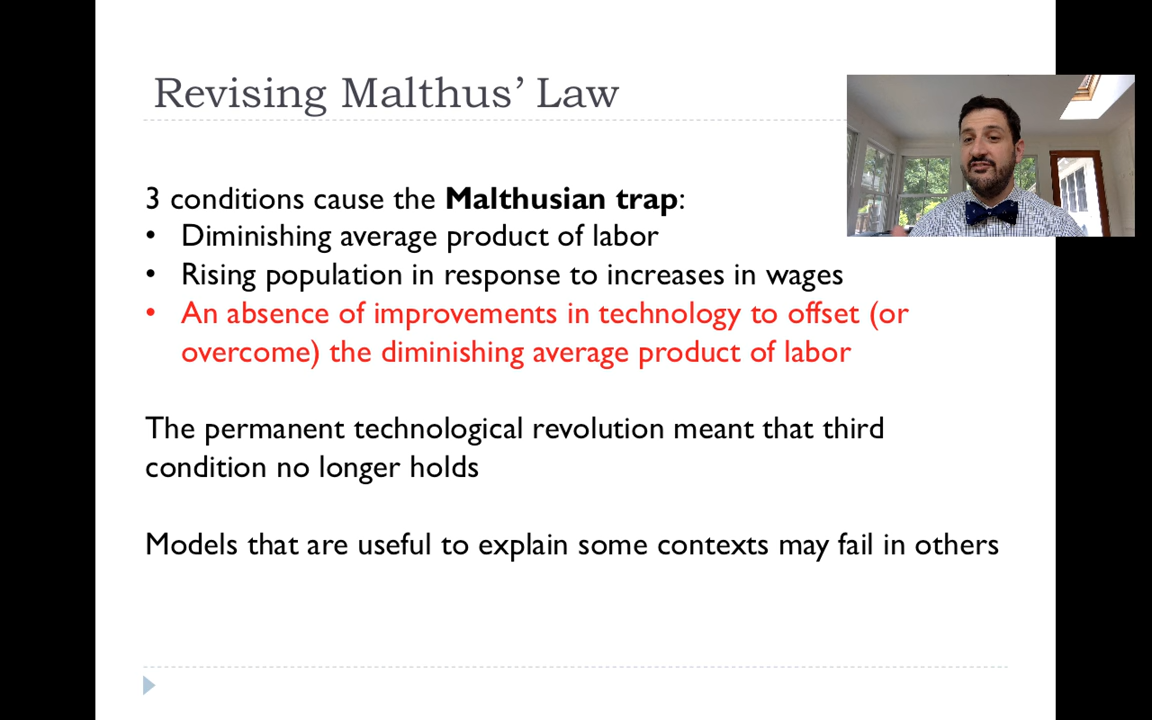 Revising Malthus’ Law
3 conditions cause the Malthusian trap:
• Diminishing average product of labor
• Rising population in response to increases in wages
• An absence of improvements in technology to offset (or
overcome) the diminishing average product of labor
The permanent technological revolution meant that third
condition no longer holds
Models that are useful to explain some contexts may fail in others